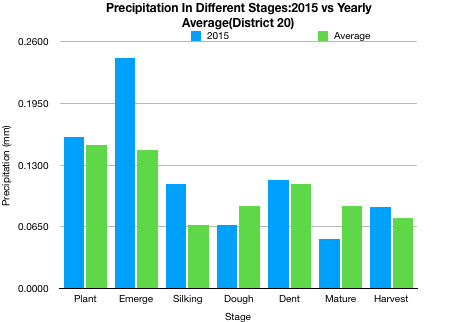 Precipitation In Different Stages:2015 vs Yearly
Average(District 20)
2015 Average
0.2600
0.1950
0.1300
0.0650
0.0000
Precipitation (mm)
Plant Emerge Silking Dough Dent Mature Harvest
Stage